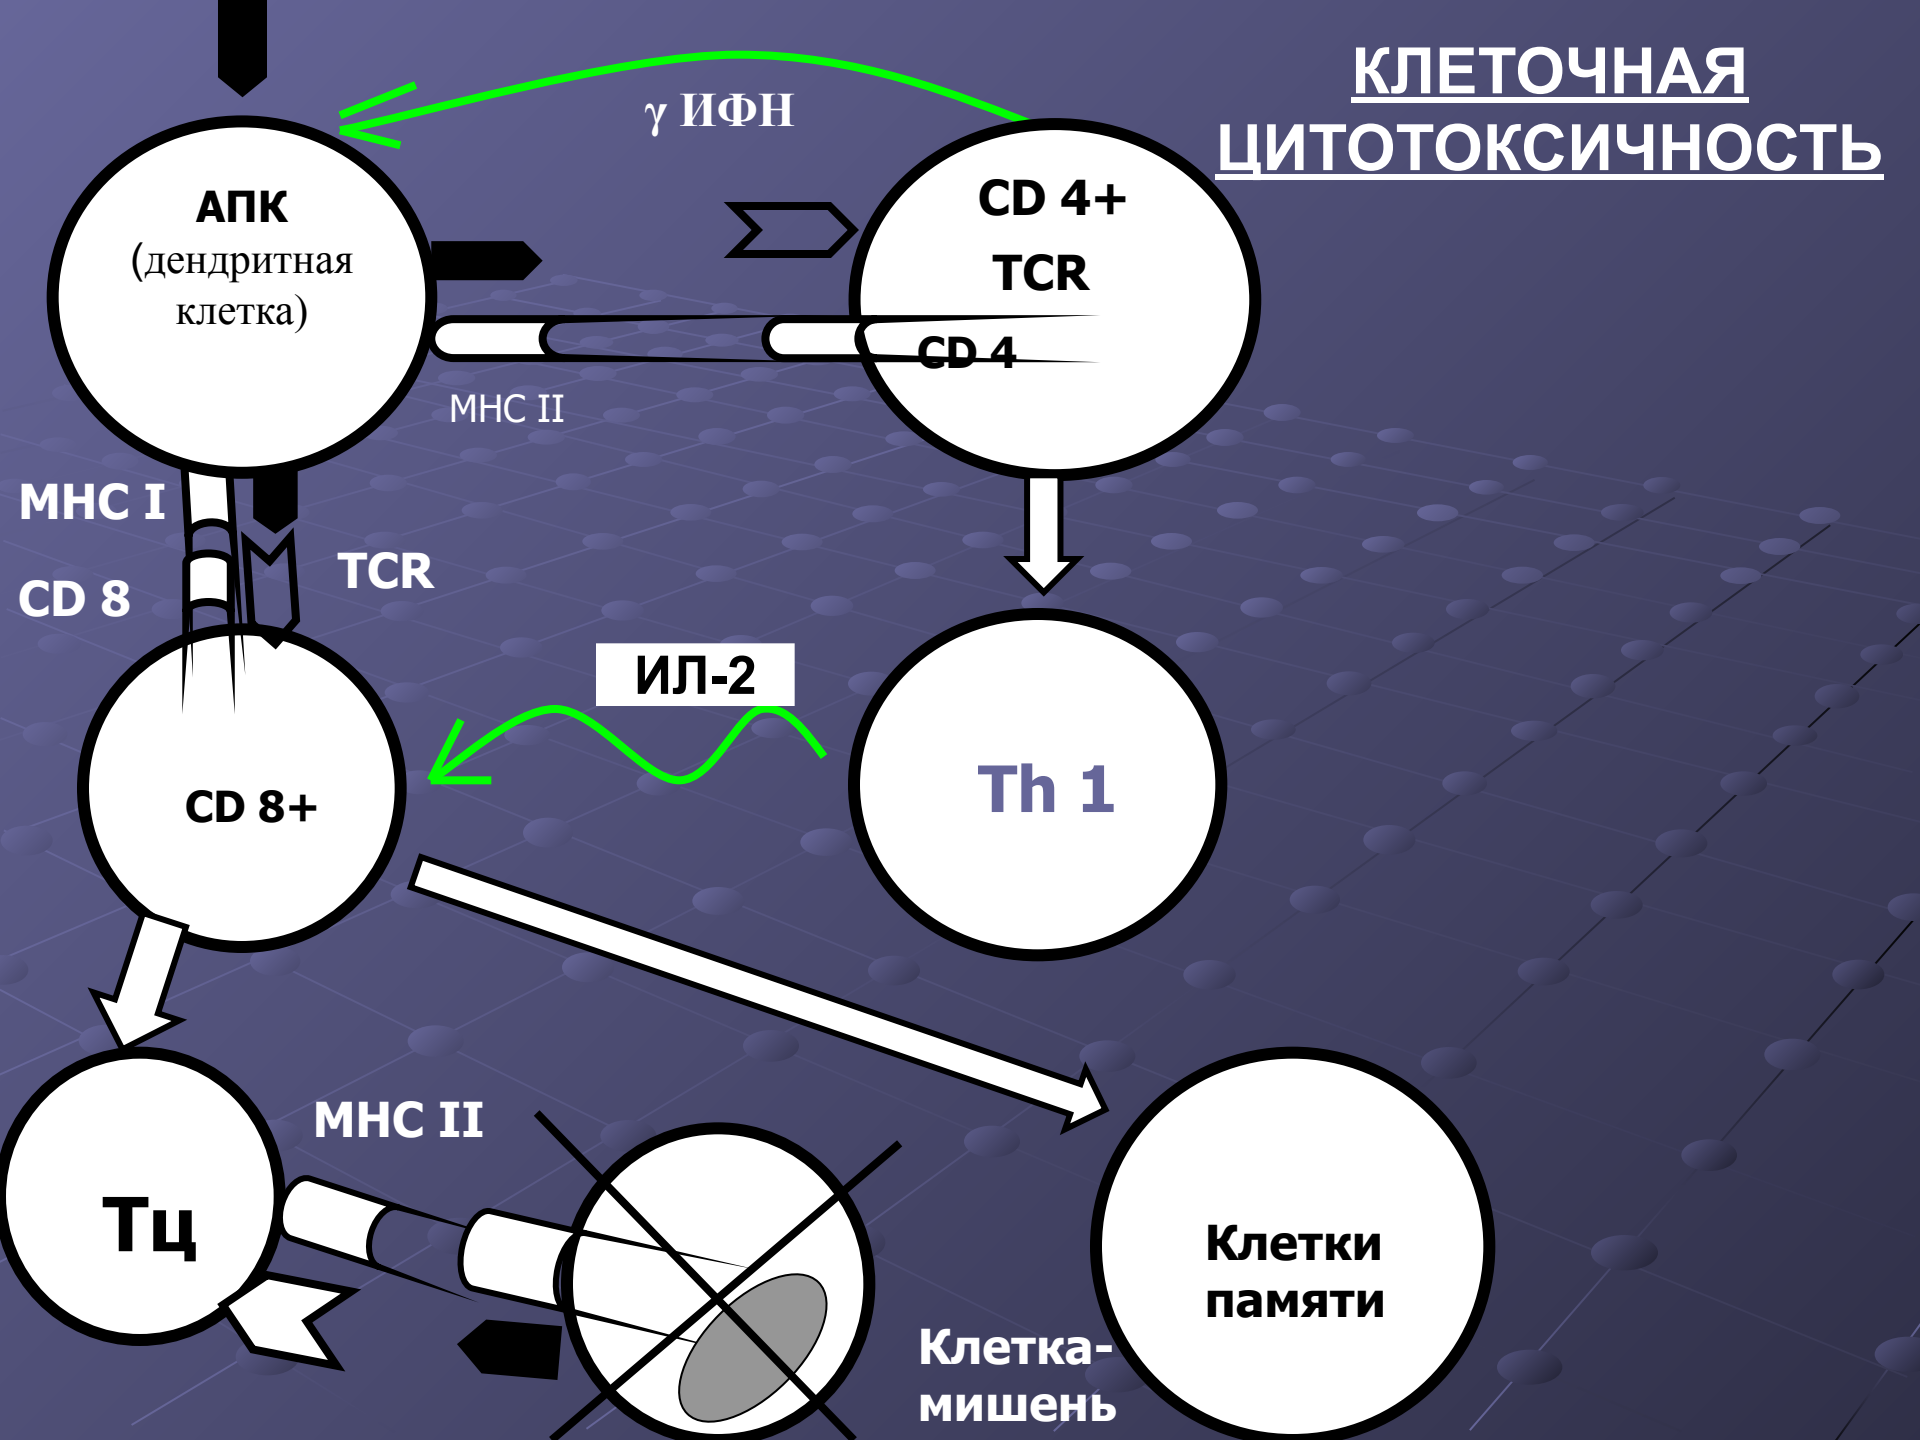 КЛЕТОЧНАЯ
ЦИТОТОКСИЧНОСТЬ
γ ИФН
АПК
(дендритная
клетка)
CD 4+
TCR
CD 4
MHC II
MHC I
CD 8
TCR
ИЛ-2
CD 8+
Th 1
MHC II
Тц
Клетки
памяти
Клетка-
мишень